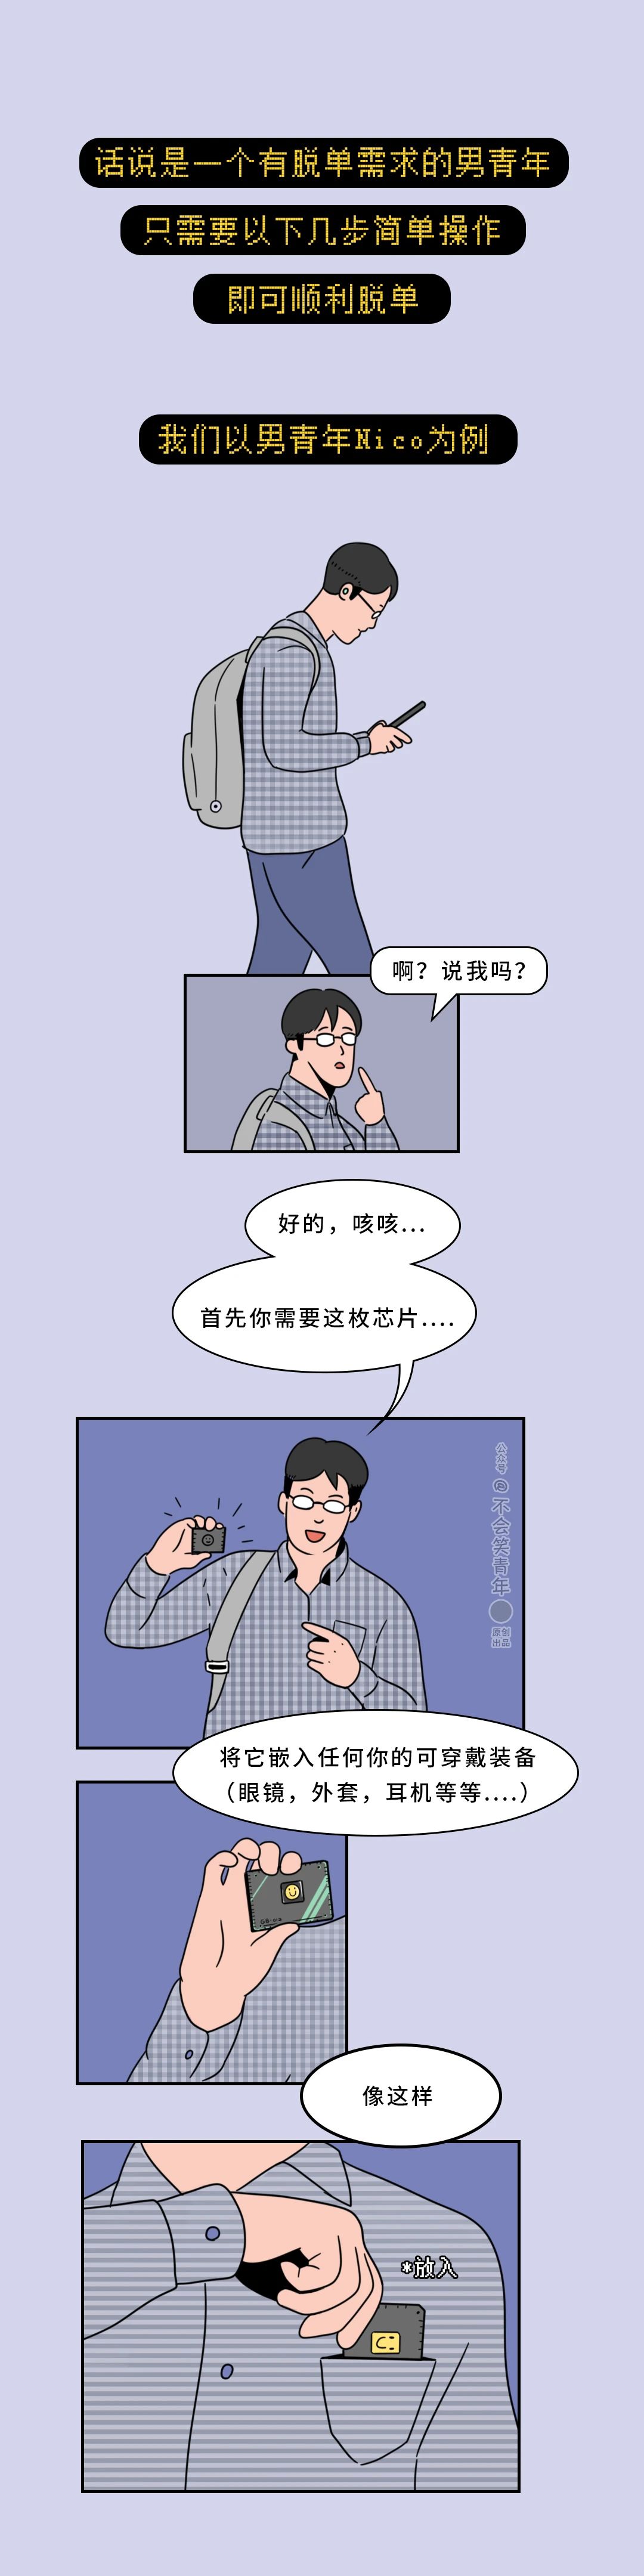 话说是一个有脱单需求的男青年
只需要以下几步简单操作
即可顺利脱单
我们以男青年Nico为例
啊？说我吗？
好的，咳咳...
首先你需要这枚芯片....
公众号@不会笑青年
原创
出品
将它嵌入任何你的可穿戴装备
（眼镜，外套，耳机等等....）
像这样
*放入